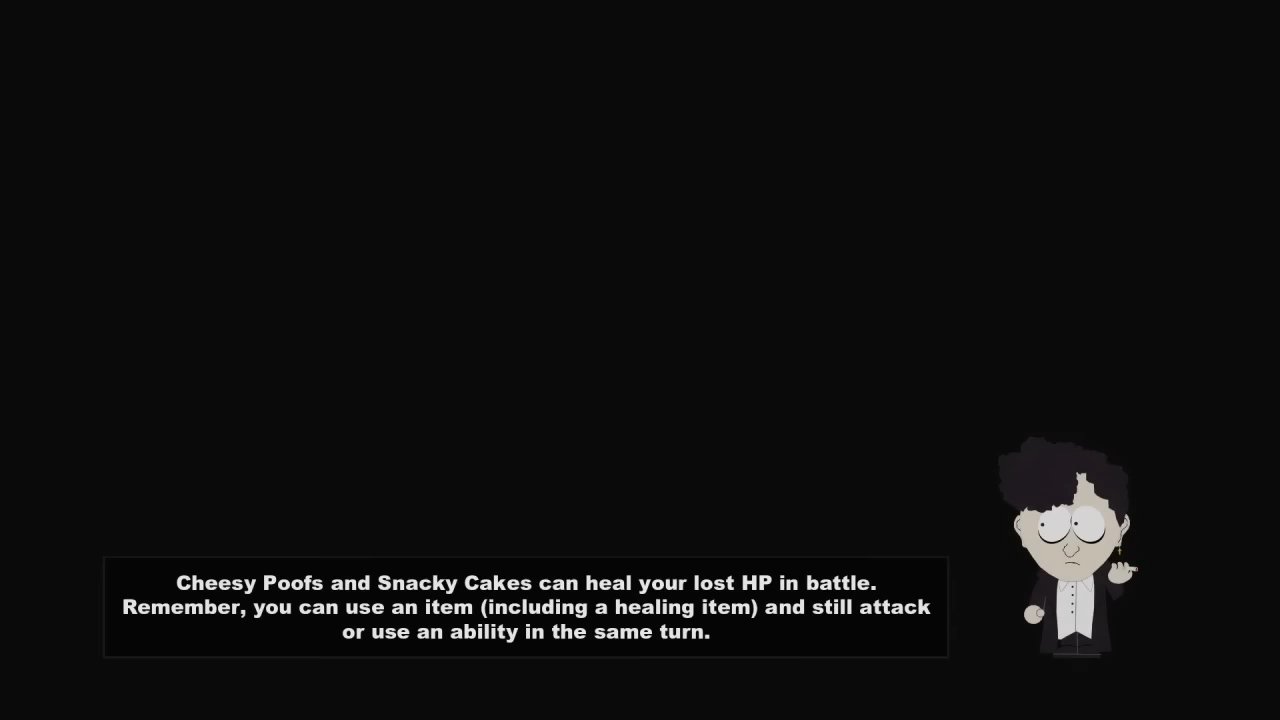 Cheesy Poofs and Snacky Cakes can heal your lost HP in battle.
Remember, you can use an item (including a healing item) and still attack
or use an ability in the same turn.